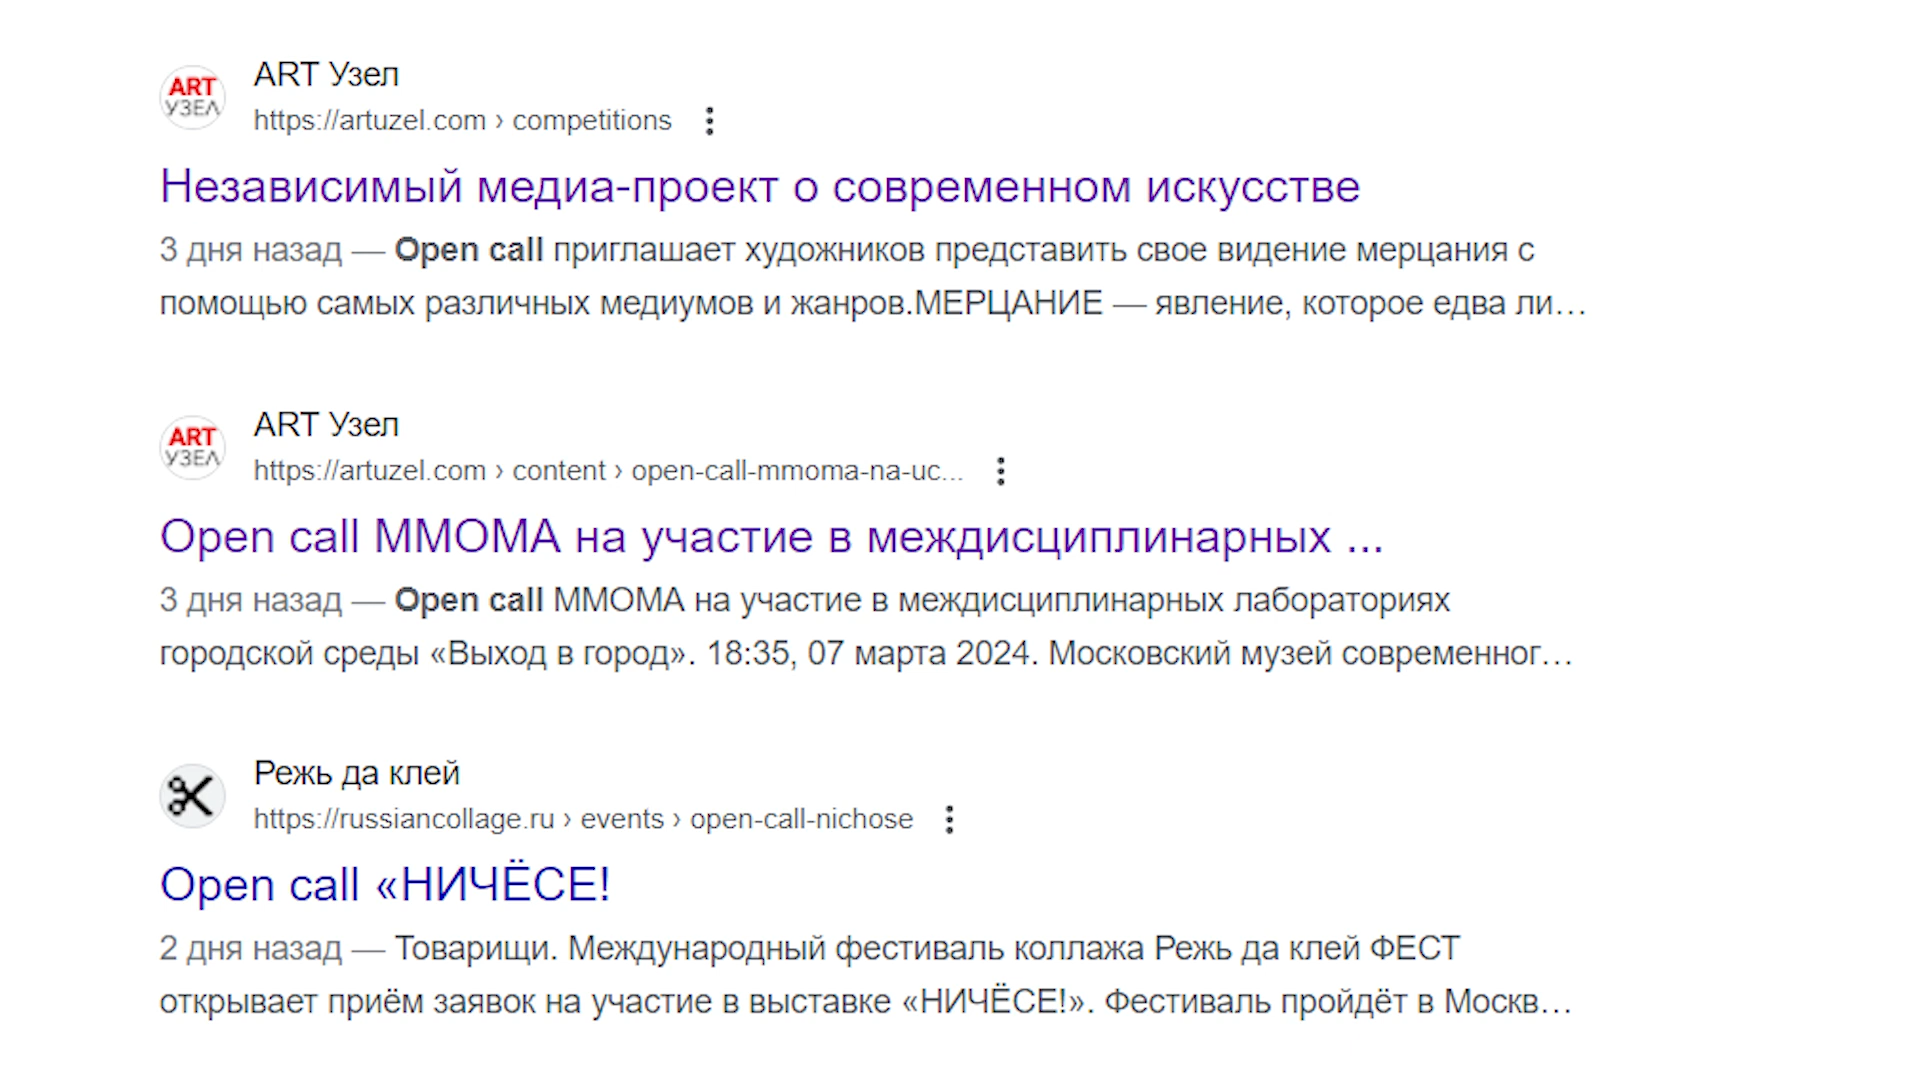 ART
УЗЕЛ
ART Узел
https://artuzel.com › competitions
Независимый медиа-проект о современном искусстве
3 дня назад — Open call приглашает художников представить свое видение мерцания с
помощью самых различных медиумов и жанров.МЕРЦАНИЕ — явление, которое едва ли...
ART
УЗЕЛ
ART Узел
https://artuzel.com › content › open-call-mmoma-na-uc...
Open call ММОМА на участие в междисциплинарных ...
3 дня назад — Open call ММОМА на участие в междисциплинарных лабораториях
городской среды «Выход в город». 18:35, 07 марта 2024. Московский музей современног...
Режь да клей
https://russiancollage.ru › events › open-call-nichose
Open call «НИЧЁСЕ!
2 дня назад — Товарищи. Международный фестиваль коллажа Режь да клей ФЕСТ
открывает приём заявок на участие в выставке «НИЧЁСЕ!». Фестиваль пройдёт в Москв...